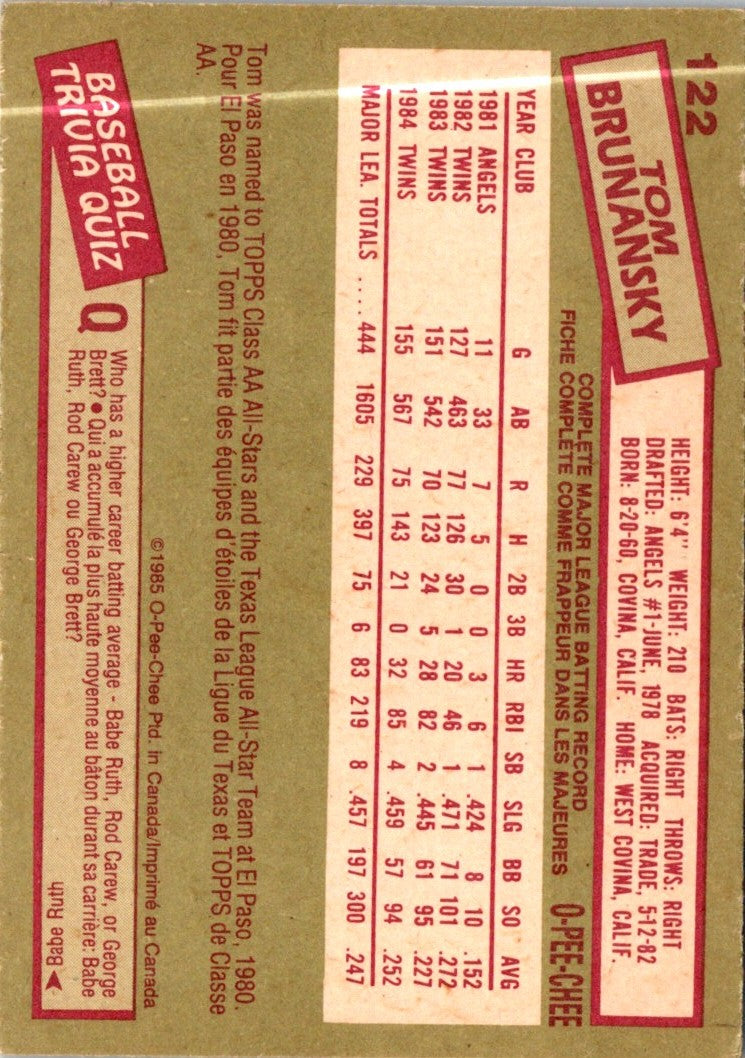 122
TOM
BRUNANSKY
HEIGHT: 6'4" WEIGHT: 210 BATS: RIGHT THROWS: RIGHT
DRAFTED: ANGELS #1-JUNE, 1978 ACQUIRED: TRADE, 5-12-82
BORN: 8-20-60, COVINA, CALIF. HOME: WEST COVINA, CALIF.
COMPLETE MAJOR LEAGUE BATTING RECORD
FICHE COMPLÈTE COMME FRAPPEUR DANS LES MAJEURES
O-PEE-CHEE
YEAR CLUB G AB R H 2B 3B HR RBI SB SLG BB SO AVG
1981 ANGELS 11 33 7 5 0 0 3 6 1 .424 8 10 .152
1982 TWINS 127 463 77 126 30 1 20 46 1 .471 71 101 .272
1983 TWINS 151 542 70 123 24 5 28 82 2 .445 61 95 .227
1984 TWINS 155 567 75 143 21 0 32 85 4 .459 57 94 .252
MAJOR LEA. TOTALS .... 444 1605 229 397 75 6 83 219 8 .457 197 300 .247
Tom was named to TOPPS Class AA All-Stars and the Texas League All-Star Team at El Paso, 1980.
Pour El Paso en 1980, Tom fit partie des équipes d'étoiles de la Ligue du Texas et TOPPS de Classe
AA.
©1985 O-Pee-Chee Ptd. in Canada/Imprimé au Canada
BASEBALL
TRIVIA QUIZ
Q
Who has a higher career batting average - Babe Ruth, Rod Carew, or George
Brett? ● Qui a accumulé la plus haute moyenne au bâton durant sa carrière: Babe
Ruth, Rod Carew ou George Brett?
Babe
Ruth